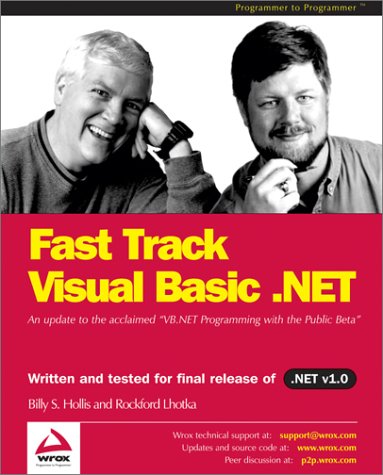 Programmer to Programmer™
Fast Track
Visual Basic .NET
An update to the acclaimed “VB.NET Programming with the Public Beta”
Written and tested for final release of .NET v1.0
Billy S. Hollis and Rockford Lhotka
wrox
Programmer to Programmer
Wrox technical support at: support@wrox.com
Updates and source code at: www.wrox.com
Peer discussion at: p2p.wrox.com